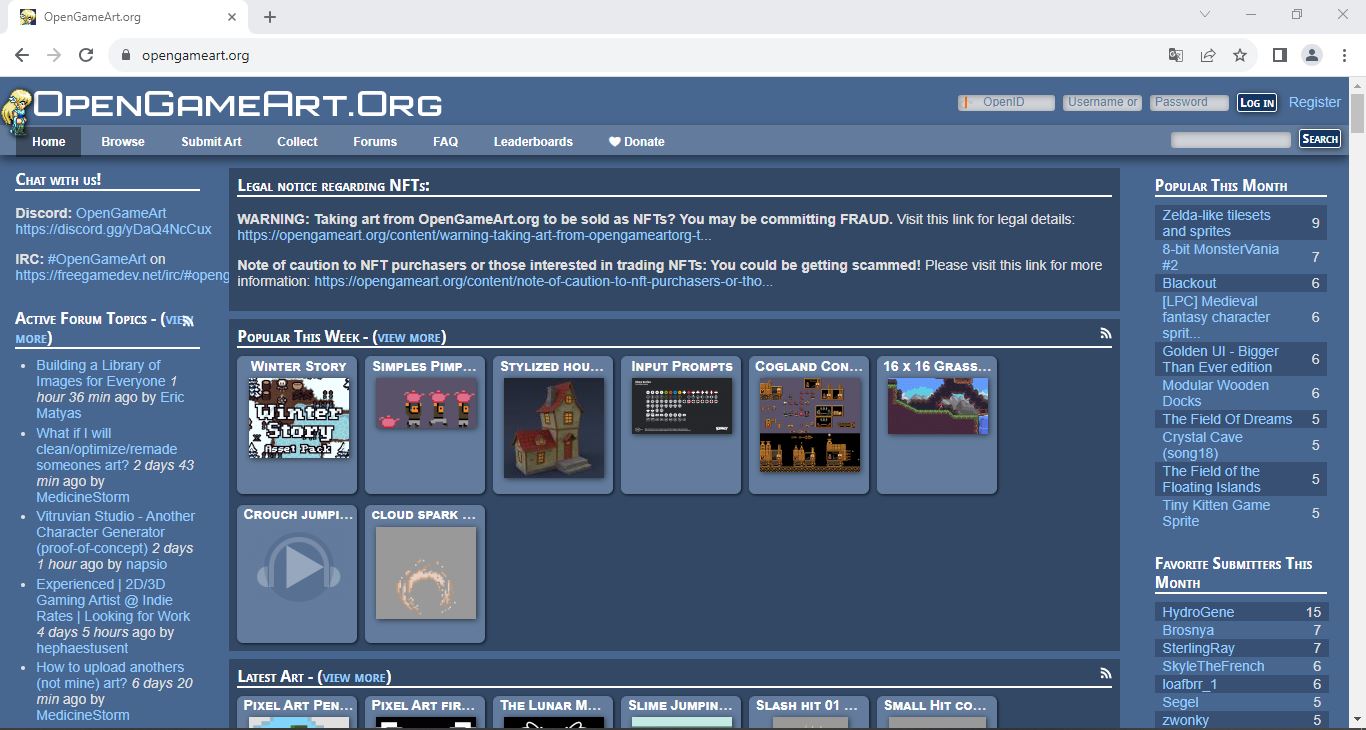 OpenGameArt.org
opengameart.org
OpenGameArt.Org
OpenID
Username or
Password
Log in
Register
Home
Browse
Submit Art
Collect
Forums
FAQ
Leaderboards
Donate
Search
Chat with us!
Discord: OpenGameArt
https://discord.gg/yDaQ4NcCux
IRC: #OpenGameArt on
https://freegamedev.net/irc/#openg
Active Forum Topics - (view
more)
Building a Library of
Images for Everyone 1
hour 36 min ago by Eric
Matyas
What if I will
clean/optimize/remade
someones art? 2 days 43
min ago by
MedicineStorm
Vitruvian Studio - Another
Character Generator
(proof-of-concept) 2 days
1 hour ago by napsio
Experienced | 2D/3D
Gaming Artist @ Indie
Rates | Looking for Work
4 days 5 hours ago by
hephaestusent
How to upload anothers
(not mine) art? 6 days 20
min ago by
MedicineStorm
Legal notice regarding NFTs:
WARNING: Taking art from OpenGameArt.org to be sold as NFTs? You may be committing FRAUD. Visit this link for legal details:
https://opengameart.org/content/warning-taking-art-from-opengameartorg-t...
Note of caution to NFT purchasers or those interested in trading NFTs: You could be getting scammed! Please visit this link for more
information: https://opengameart.org/content/note-of-caution-to-nft-purchasers-or-tho...
Popular This Week - (view more)
Winter Story
Winter
Story
Asset Pack
Simples Pimp...
Stylized hou...
Input Prompts
Cogland Con...
16 x 16 Grass...
Crouch jumpi...
cloud spark ...
Latest Art - (view more)
Pixel Art Pen...
Pixel Art fir...
The Lunar M...
Slime Jumpin...
Slash hit 01 ...
Small Hit co...
Popular This Month
Zelda-like tilesets
and sprites 9
8-bit MonsterVania
#2 7
Blackout 6
[LPC] Medieval
fantasy character
sprit... 6
Golden UI - Bigger
Than Ever edition 6
Modular Wooden
Docks 6
The Field Of Dreams 5
Crystal Cave
(song18) 5
The Field of the
Floating Islands 5
Tiny Kitten Game
Sprite 5
Favorite Submitters This
Month
HydroGene 15
Brosnya 7
SterlingRay 7
SkyleTheFrench 6
loafbrr_1 6
Segel 5
zwonky 5